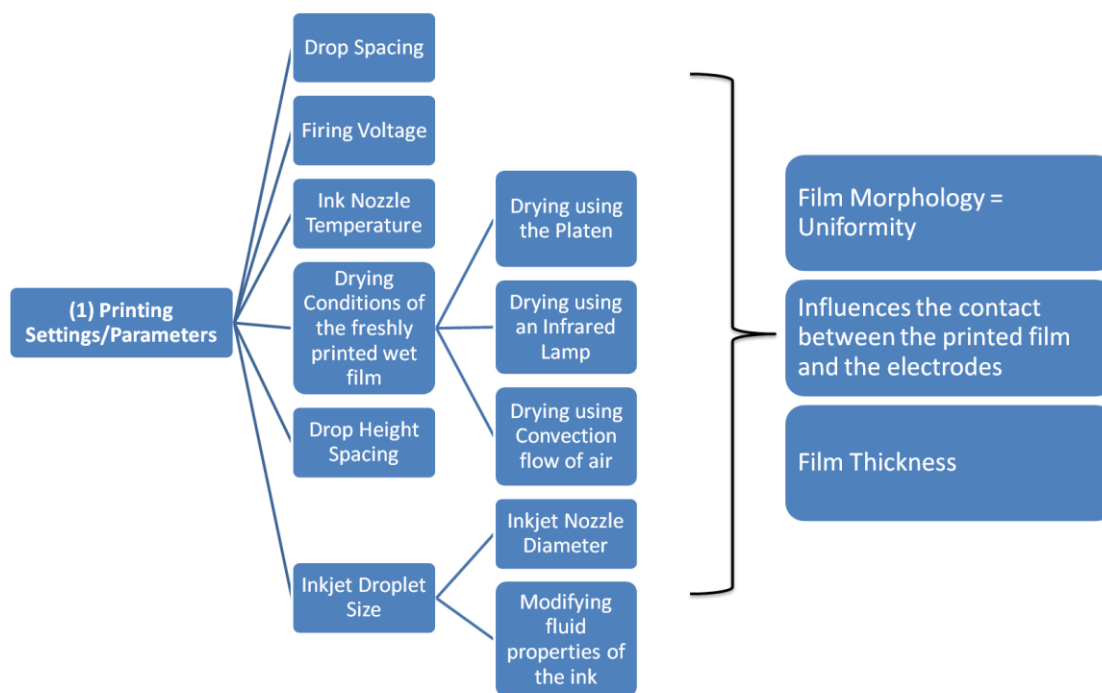 Drop Spacing
Firing Voltage
Ink Nozzle
Temperature
Drying
Conditions of
the freshly
printed wet
film
Drop Height
Spacing
Inkjet Droplet
Size
(1) Printing
Settings/Parameters
Drying using
the Platen
Drying using
an Infrared
Lamp
Drying using
Convection
flow of air
Inkjet Nozzle
Diameter
Modifying
fluid
properties of
the ink
Film Morphology =
Uniformity
Influences the contact
between the printed film
and the electrodes
Film Thickness